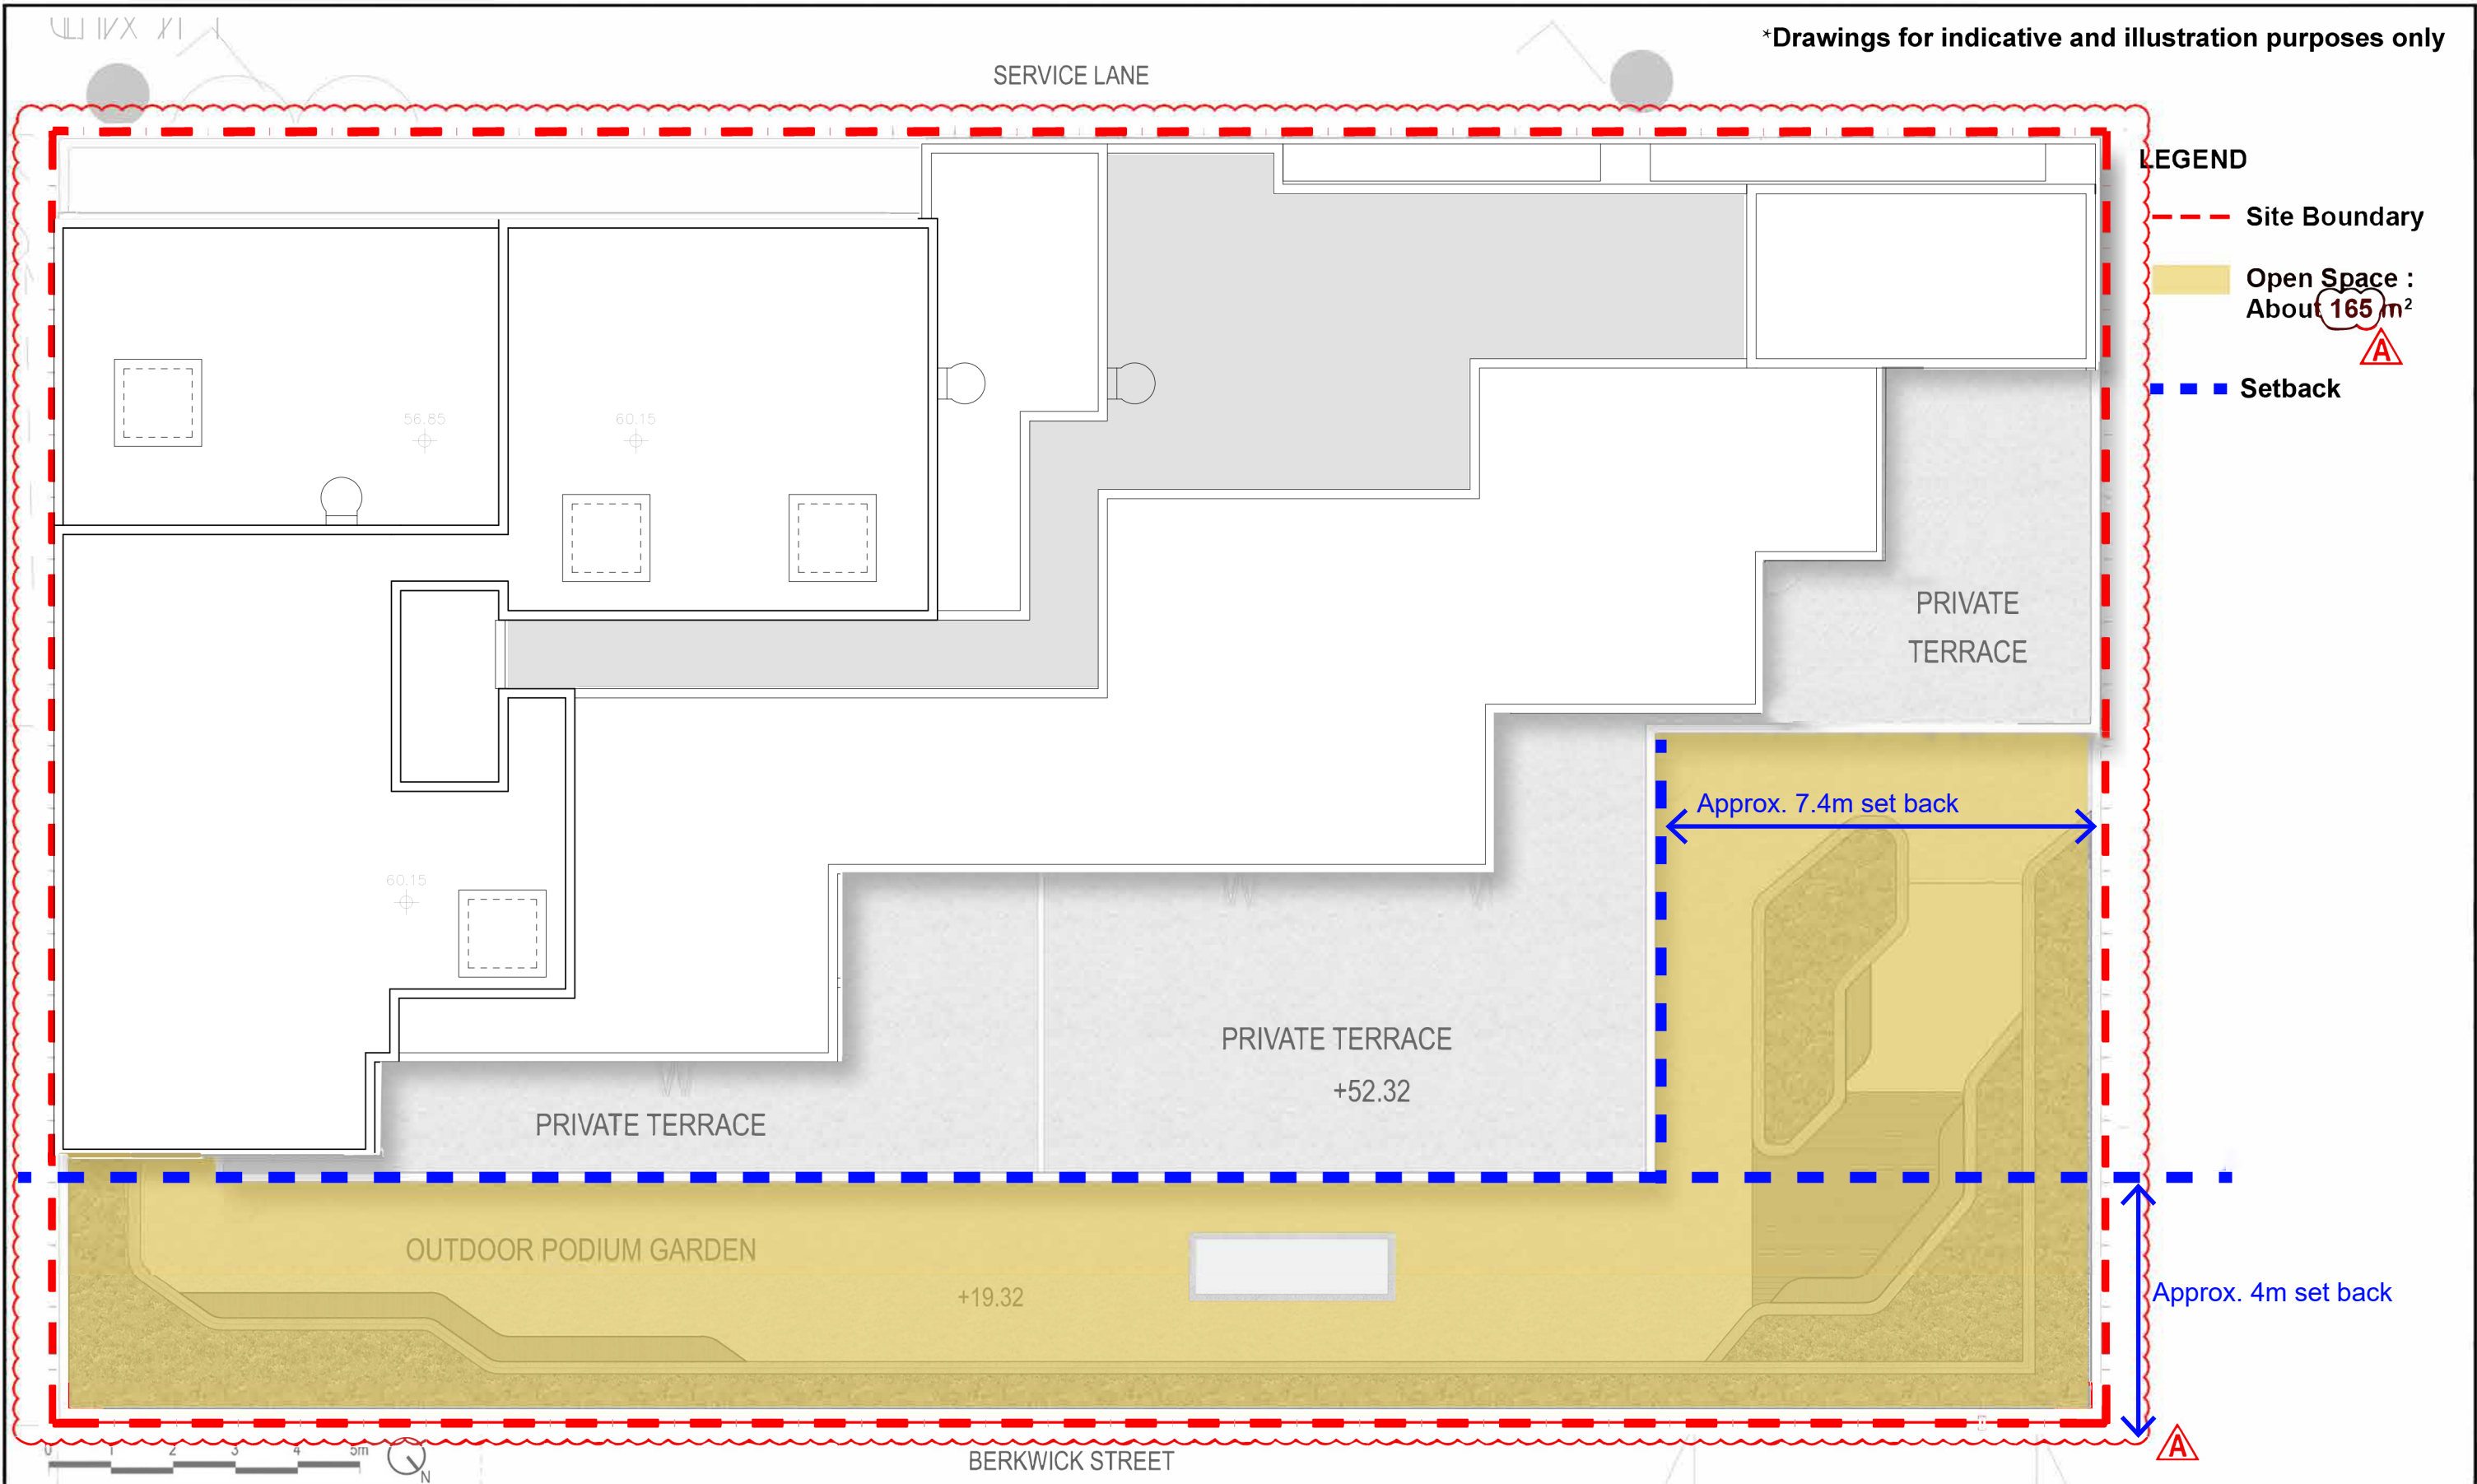 *Drawings for indicative and illustration purposes only
SERVICE LANE
LEGEND
Site Boundary
Open Space :
About 165 m²
A
Setback
56.85
60.15
PRIVATE
TERRACE
Approx. 7.4m set back
60.15
PRIVATE TERRACE
+52.32
PRIVATE TERRACE
OUTDOOR PODIUM GARDEN
+19.32
Approx. 4m set back
0 1 2 3 4 5m
N
BERKWICK STREET
A